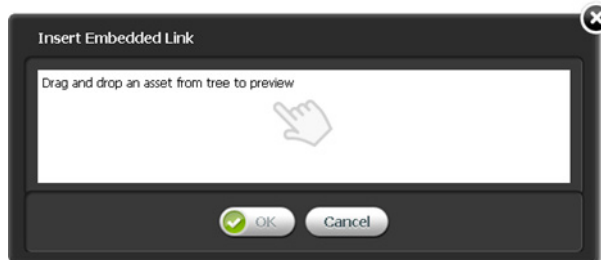 Insert Embedded Link
Drag and drop an asset from tree to preview
OK
Cancel